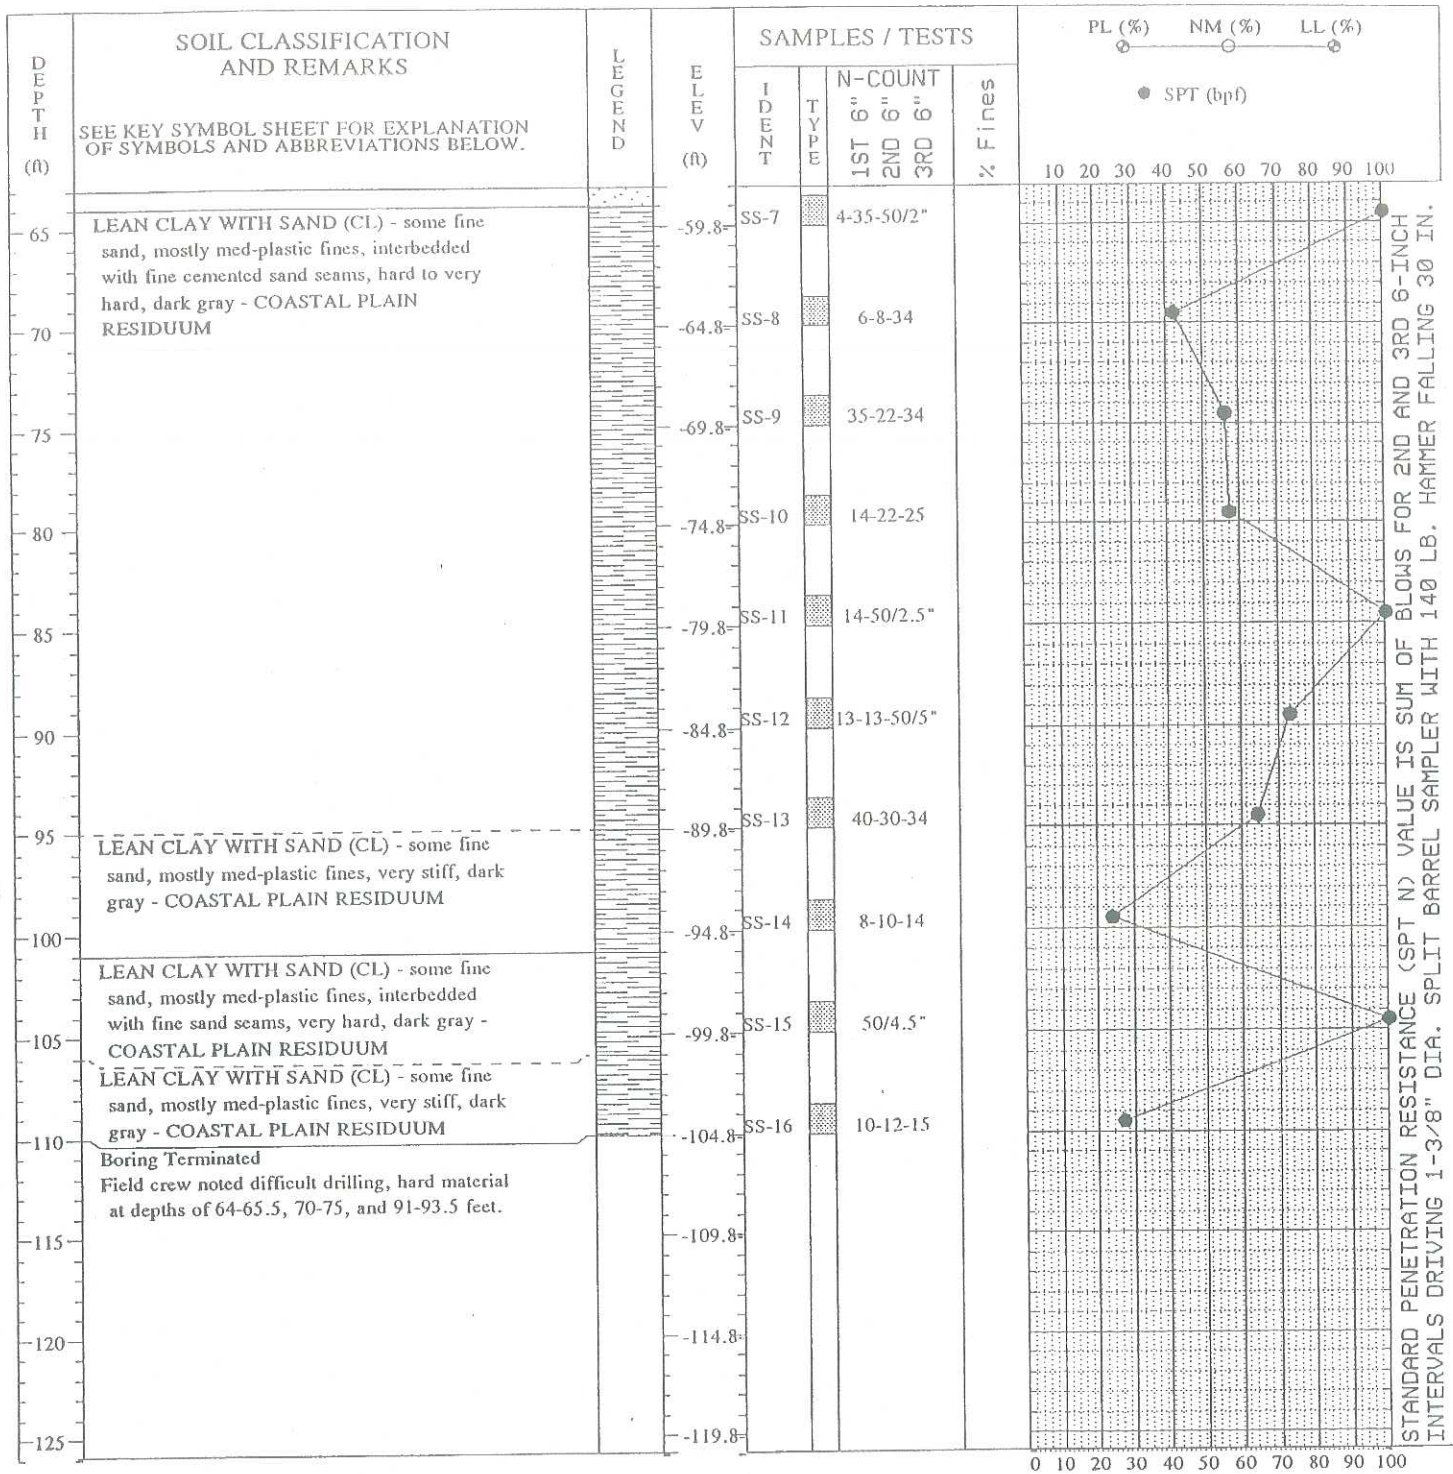 DEPTH
(ft)
SOIL CLASSIFICATION
AND REMARKS
SEE KEY SYMBOL SHEET FOR EXPLANATION
OF SYMBOLS AND ABBREVIATIONS BELOW.
LEGEND
ELEV
(ft)
SAMPLES / TESTS
IDENT
TYPE
N-COUNT
1ST 6"
2ND 6"
3RD 6"
% Fines
PL (%) NM (%) LL (%)
SPT (bpf)
10 20 30 40 50 60 70 80 90 100
LEAN CLAY WITH SAND (CL) - some fine
sand, mostly med-plastic fines, interbedded
with fine cemented sand seams, hard to very
hard, dark gray - COASTAL PLAIN
RESIDUUM
65
-59.8
SS-7 4-35-50/2"
70
-64.8
SS-8 6-8-34
75
-69.8
SS-9 35-22-34
80
-74.8
SS-10 14-22-25
85
-79.8
SS-11 14-50/2.5"
90
-84.8
SS-12 13-13-50/5"
95
-89.8
SS-13 40-30-34
LEAN CLAY WITH SAND (CL) - some fine
sand, mostly med-plastic fines, very stiff, dark
gray - COASTAL PLAIN RESIDUUM
100
-94.8
SS-14 8-10-14
LEAN CLAY WITH SAND (CL) - some fine
sand, mostly med-plastic fines, interbedded
with fine sand seams, very hard, dark gray -
COASTAL PLAIN RESIDUUM
105
-99.8
SS-15 50/4.5"
LEAN CLAY WITH SAND (CL) - some fine
sand, mostly med-plastic fines, very stiff, dark
gray - COASTAL PLAIN RESIDUUM
110
-104.8
SS-16 10-12-15
Boring Terminated
Field crew noted difficult drilling, hard material
at depths of 64-65.5, 70-75, and 91-93.5 feet.
115
-109.8
120
-114.8
125
-119.8
0 10 20 30 40 50 60 70 80 90 100
STANDARD PENETRATION RESISTANCE (SPT N) VALUE IS SUM OF BLOWS FOR 2ND AND 3RD 6-INCH
INTERVALS DRIVING 1-3/8" DIA. SPLIT BARREL SAMPLER WITH 140 LB. HAMMER FALLING 30 IN.